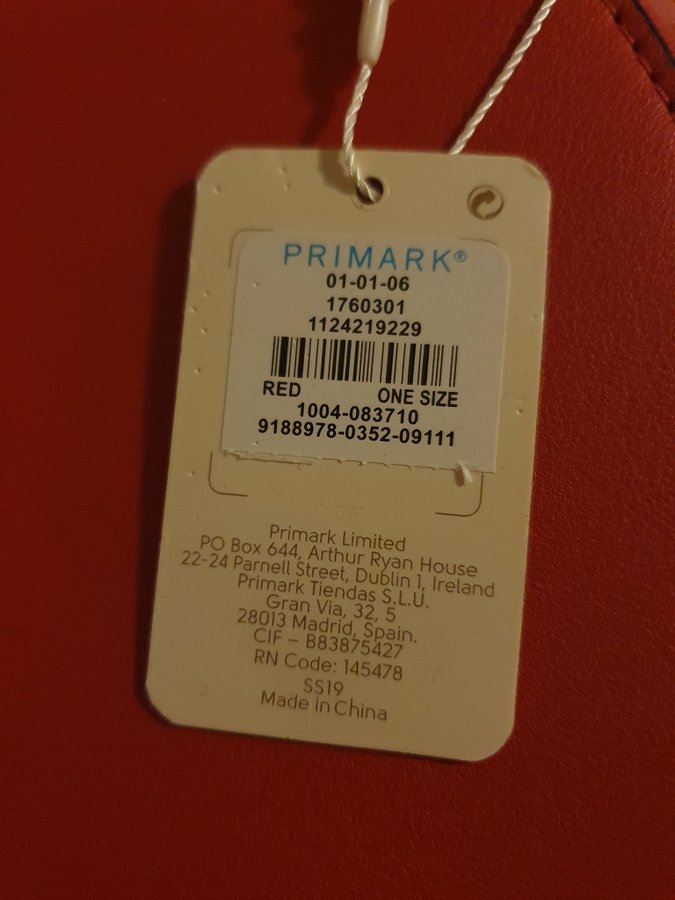 PRIMARK®
01-01-06
1760301
1124219229
RED ONE SIZE
1004-083710
9188978-0352-09111
Primark Limited
PO Box 644, Arthur Ryan House
22-24 Parnell Street, Dublin 1, Ireland
Primark Tiendas S.L.U.
Gran Via, 32, 5
28013 Madrid, Spain.
CIF – B83875427
RN Code: 145478
SS19
Made in China